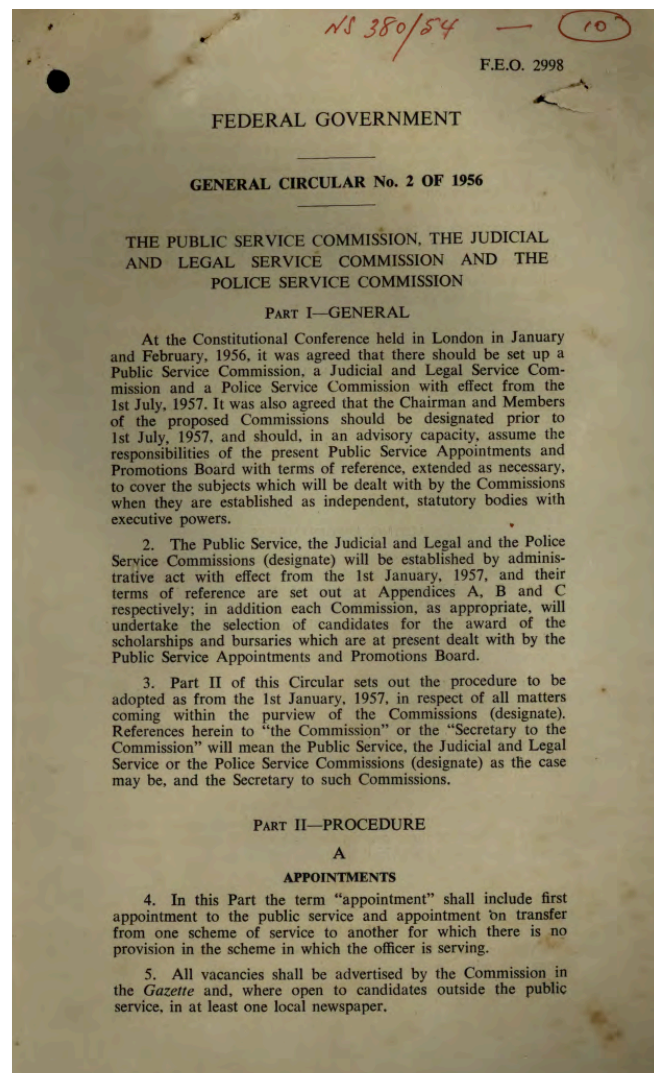 NS 380/54 — 10
F.E.O. 2998
FEDERAL GOVERNMENT
GENERAL CIRCULAR No. 2 OF 1956
THE PUBLIC SERVICE COMMISSION, THE JUDICIAL
AND LEGAL SERVICE COMMISSION AND THE
POLICE SERVICE COMMISSION
PART I—GENERAL
At the Constitutional Conference held in London in January
and February, 1956, it was agreed that there should be set up a
Public Service Commission, a Judicial and Legal Service Com-
mission and a Police Service Commission with effect from the
1st July, 1957. It was also agreed that the Chairman and Members
of the proposed Commissions should be designated prior to
1st July, 1957, and should, in an advisory capacity, assume the
responsibilities of the present Public Service Appointments and
Promotions Board with terms of reference, extended as necessary,
to cover the subjects which will be dealt with by the Commissions
when they are established as independent, statutory bodies with
executive powers.
2. The Public Service, the Judicial and Legal and the Police
Service Commissions (designate) will be established by adminis-
trative act with effect from the 1st January, 1957, and their
terms of reference are set out at Appendices A, B and C
respectively; in addition each Commission, as appropriate, will
undertake the selection of candidates for the award of the
scholarships and bursaries which are at present dealt with by the
Public Service Appointments and Promotions Board.
3. Part II of this Circular sets out the procedure to be
adopted as from the 1st January, 1957, in respect of all matters
coming within the purview of the Commissions (designate).
References herein to "the Commission" or the "Secretary to the
Commission" will mean the Public Service, the Judicial and Legal
Service or the Police Service Commissions (designate) as the case
may be, and the Secretary to such Commissions.
PART II—PROCEDURE
A
APPOINTMENTS
4. In this Part the term "appointment" shall include first
appointment to the public service and appointment on transfer
from one scheme of service to another for which there is no
provision in the scheme in which the officer is serving.
5. All vacancies shall be advertised by the Commission in
the Gazette and, where open to candidates outside the public
service, in at least one local newspaper.